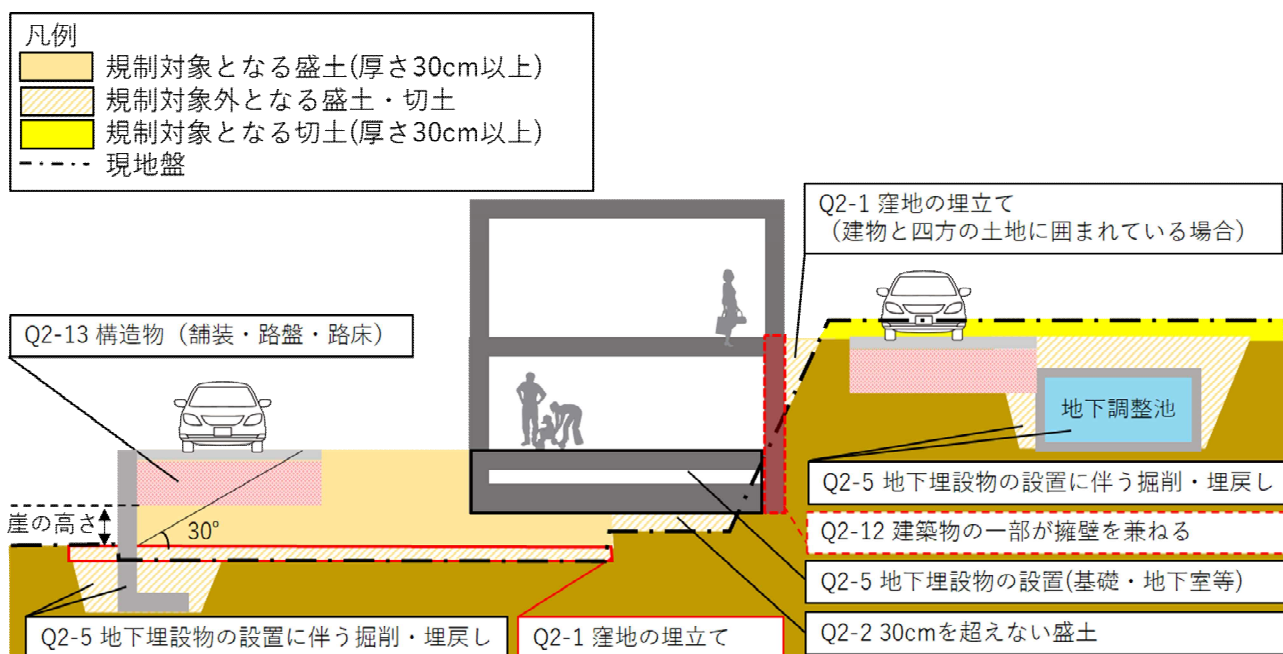 凡例
規制対象となる盛土(厚さ30cm以上)
規制対象外となる盛土・切土
規制対象となる切土(厚さ30cm以上)
現地盤
Q2-1 窪地の埋立て
（建物と四方の土地に囲まれている場合）
Q2-13 構造物（舗装・路盤・路床）
地下調整池
Q2-5 地下埋設物の設置に伴う掘削・埋戻し
崖の高さ
30°
Q2-12 建築物の一部が擁壁を兼ねる
Q2-5 地下埋設物の設置(基礎・地下室等)
Q2-5 地下埋設物の設置に伴う掘削・埋戻し
Q2-1 窪地の埋立て
Q2-2 30cmを超えない盛土